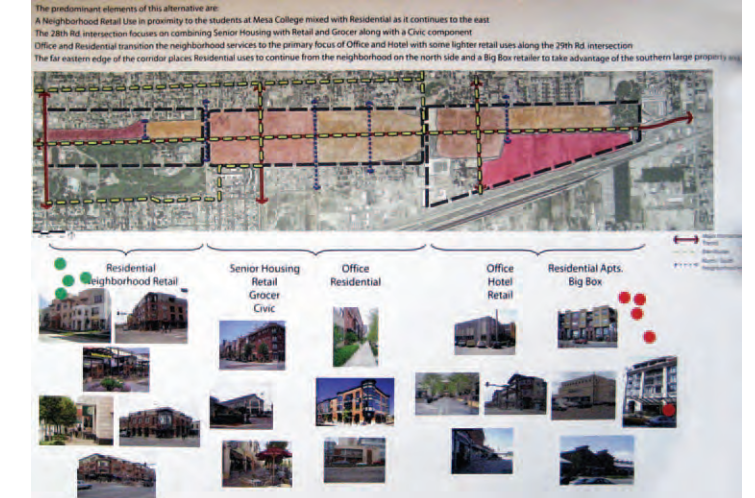 The predominant elements of this alternative are:
A Neighborhood Retail Use in proximity to the students at Mesa College mixed with Residential as it continues to the east
The 28th Rd. intersection focuses on combining Senior Housing with Retail and Grocer along with a Civic component
Office and Residential transition the neighborhood services to the primary focus of Office and Hotel with some lighter retail uses along the 29th Rd. intersection
The far eastern edge of the corridor places Residential uses to continue from the neighborhood on the north side and a Big Box retailer to take advantage of the southern large property
Residential
Neighborhood Retail
Senior Housing
Retail
Grocer
Civic
Office
Residential
Office
Hotel
Retail
Residential Apts.
Big Box